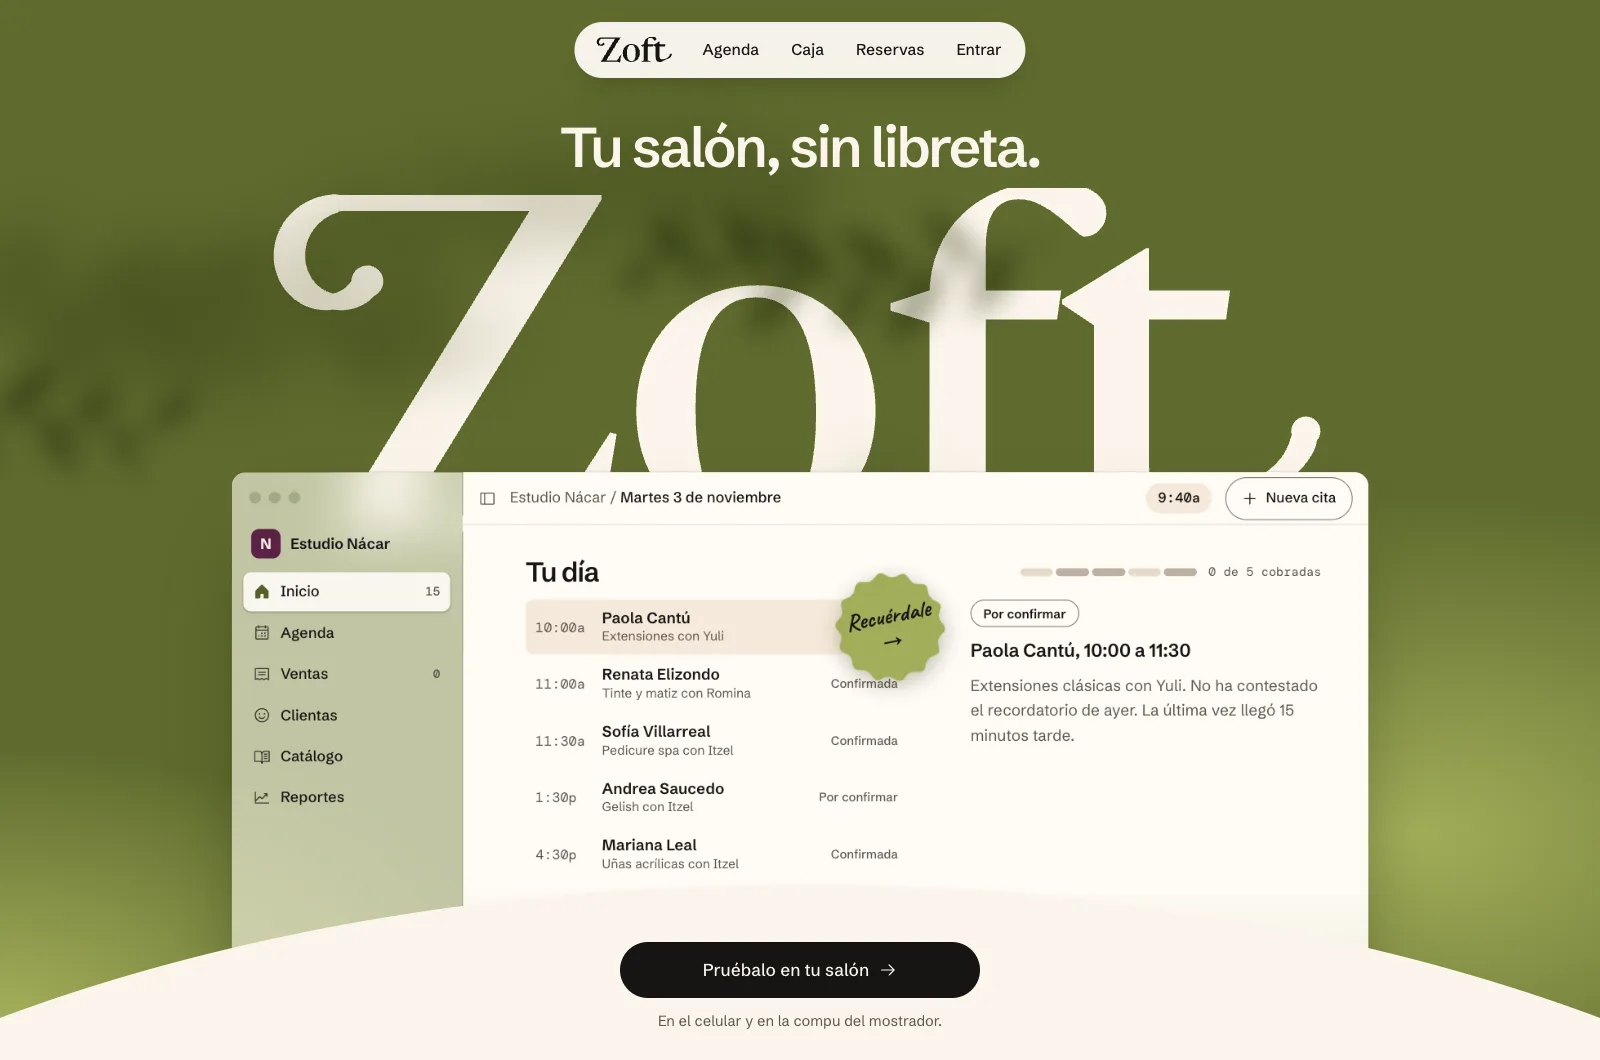 Zoft
Agenda
Caja
Reservas
Entrar
Tu salón, sin libreta.
Zoft
Estudio Nácar / Martes 3 de noviembre
9:40a
+ Nueva cita
N Estudio Nácar
Inicio 15
Agenda
Ventas 0
Clientas
Catálogo
Reportes
Tu día
0 de 5 cobradas
10:00a
Paola Cantú
Extensiones con Yuli
Recuérdale
→
11:00a
Renata Elizondo
Tinte y matiz con Romina
Confirmada
11:30a
Sofía Villarreal
Pedicure spa con Itzel
Confirmada
1:30p
Andrea Saucedo
Gelish con Itzel
Por confirmar
4:30p
Mariana Leal
Uñas acrílicas con Itzel
Confirmada
Por confirmar
Paola Cantú, 10:00 a 11:30
Extensiones clásicas con Yuli. No ha contestado
el recordatorio de ayer. La última vez llegó 15
minutos tarde.
Pruébalo en tu salón →
En el celular y en la compu del mostrador.